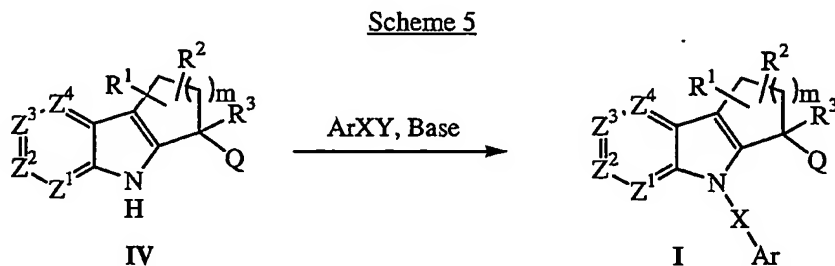 Scheme 5
R² R²
R¹ R¹
( )m ( )m
Z⁴ R³ Z⁴ R³
Z³ ArXY, Base Z³
Z² Q Z² Q
Z¹ N Z¹ N
H X
IV I Ar